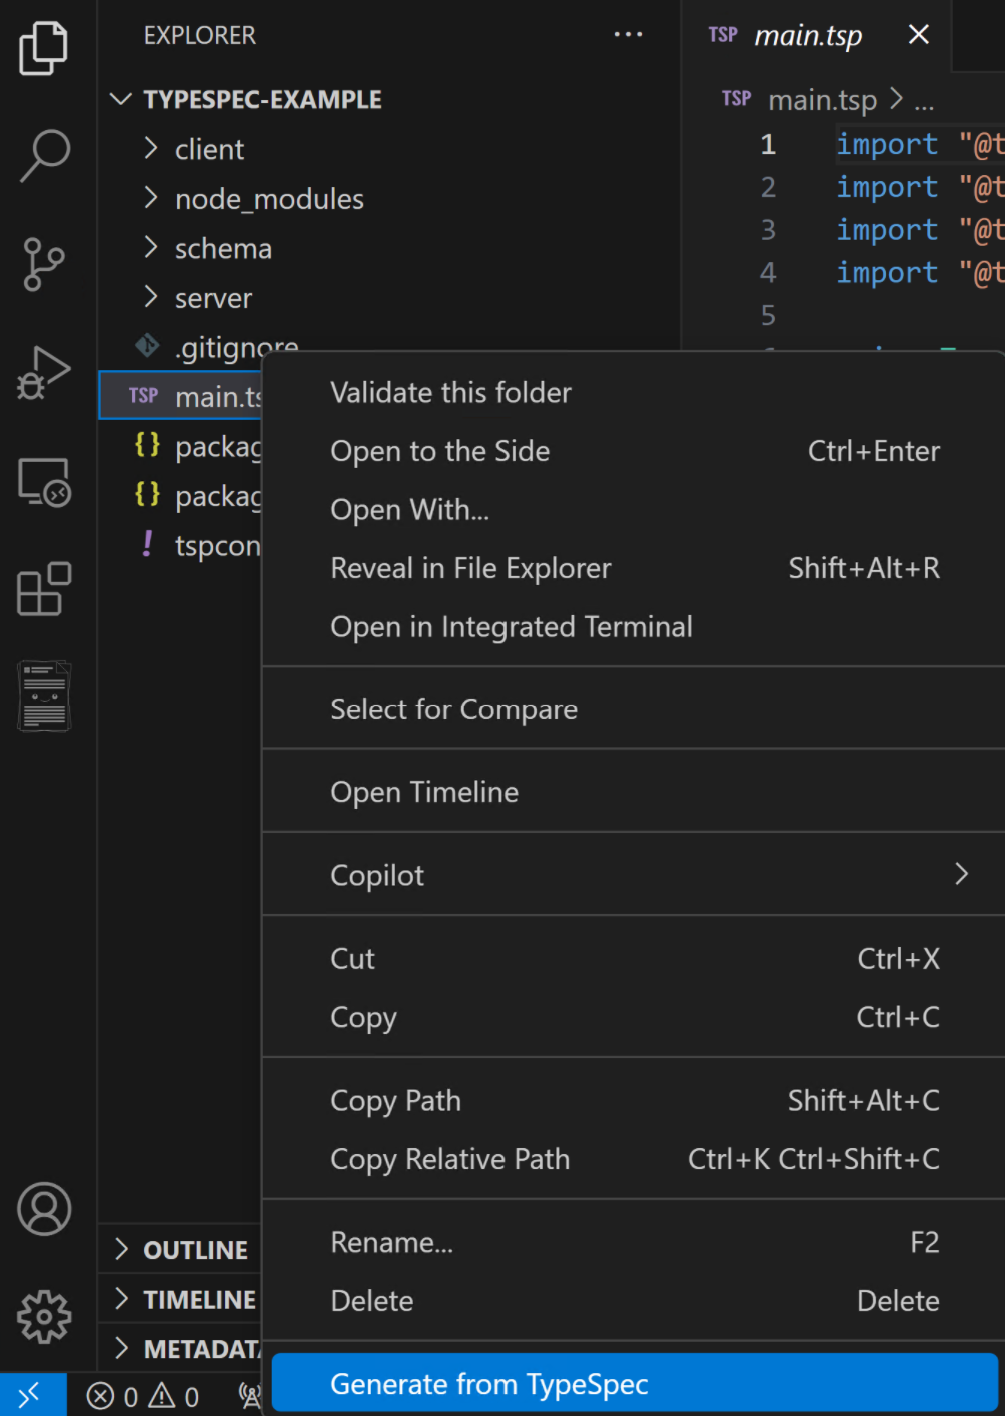 EXPLORER
TYPESPEC-EXAMPLE
client
node_modules
schema
server
.gitignore
TSP main.ts
{} packag
{} packag
! tspcon
OUTLINE
TIMELINE
METADATA
0 0
TSP main.tsp
TSP main.tsp > ...
1 import "@t
2 import "@t
3 import "@t
4 import "@t
5
Validate this folder
Open to the Side Ctrl+Enter
Open With...
Reveal in File Explorer Shift+Alt+R
Open in Integrated Terminal
Select for Compare
Open Timeline
Copilot
Cut Ctrl+X
Copy Ctrl+C
Copy Path Shift+Alt+C
Copy Relative Path Ctrl+K Ctrl+Shift+C
Rename... F2
Delete Delete
Generate from TypeSpec